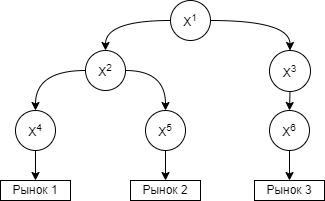 X¹
X² X³
X⁴ X⁵ X⁶
Рынок 1 Рынок 2 Рынок 3